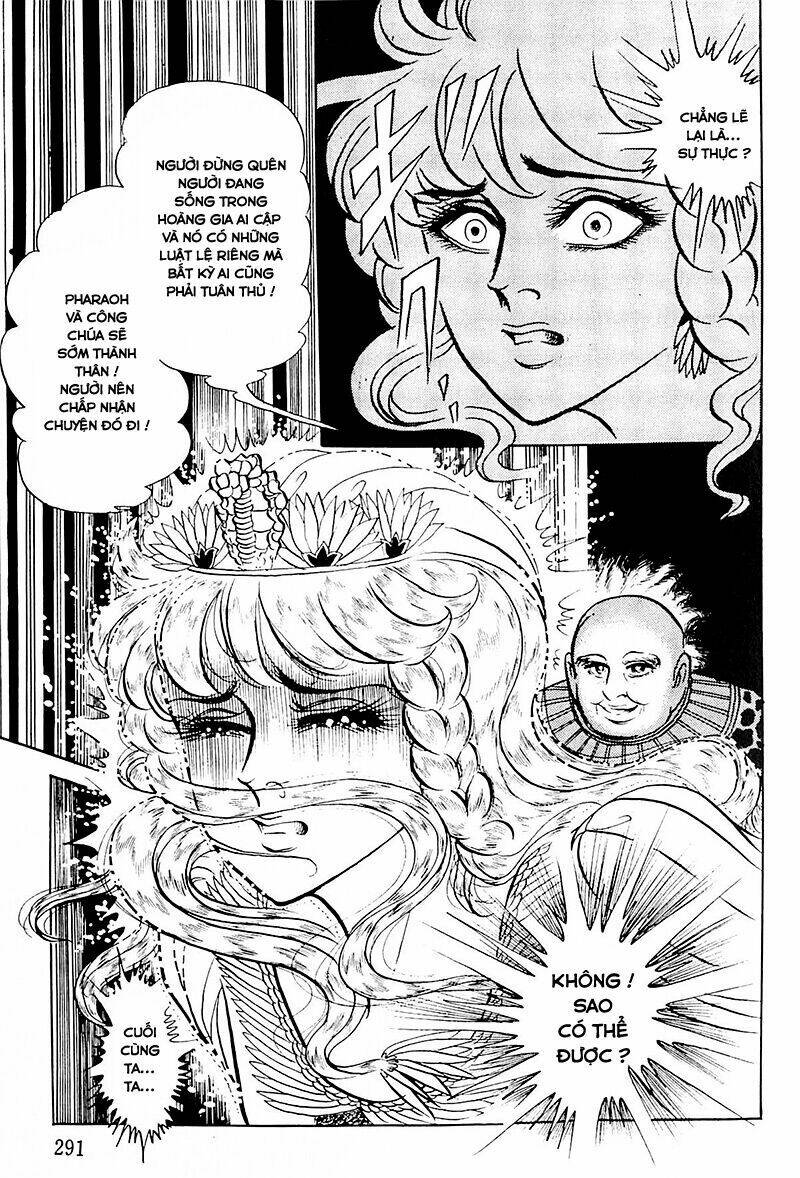 CHẲNG LẼ
LẠI LÀ...
SỰ THỰC ?
NGƯỜI ĐỪNG QUÊN
NGƯỜI ĐANG
SỐNG TRONG
HOÀNG GIA AI CẬP
VÀ NÓ CÓ NHỮNG
LUẬT LỆ RIÊNG MÀ
BẤT KỲ AI CŨNG
PHẢI TUÂN THỦ !
PHARAOH
VÀ CÔNG
CHÚA SẼ
SỚM THÀNH
THÂN !
NGƯỜI NÊN
CHẤP NHẬN
CHUYỆN ĐÓ ĐI !
KHÔNG !
SAO
CÓ THỂ
ĐƯỢC ?
CUỐI
CÙNG
TA...
TA...
291